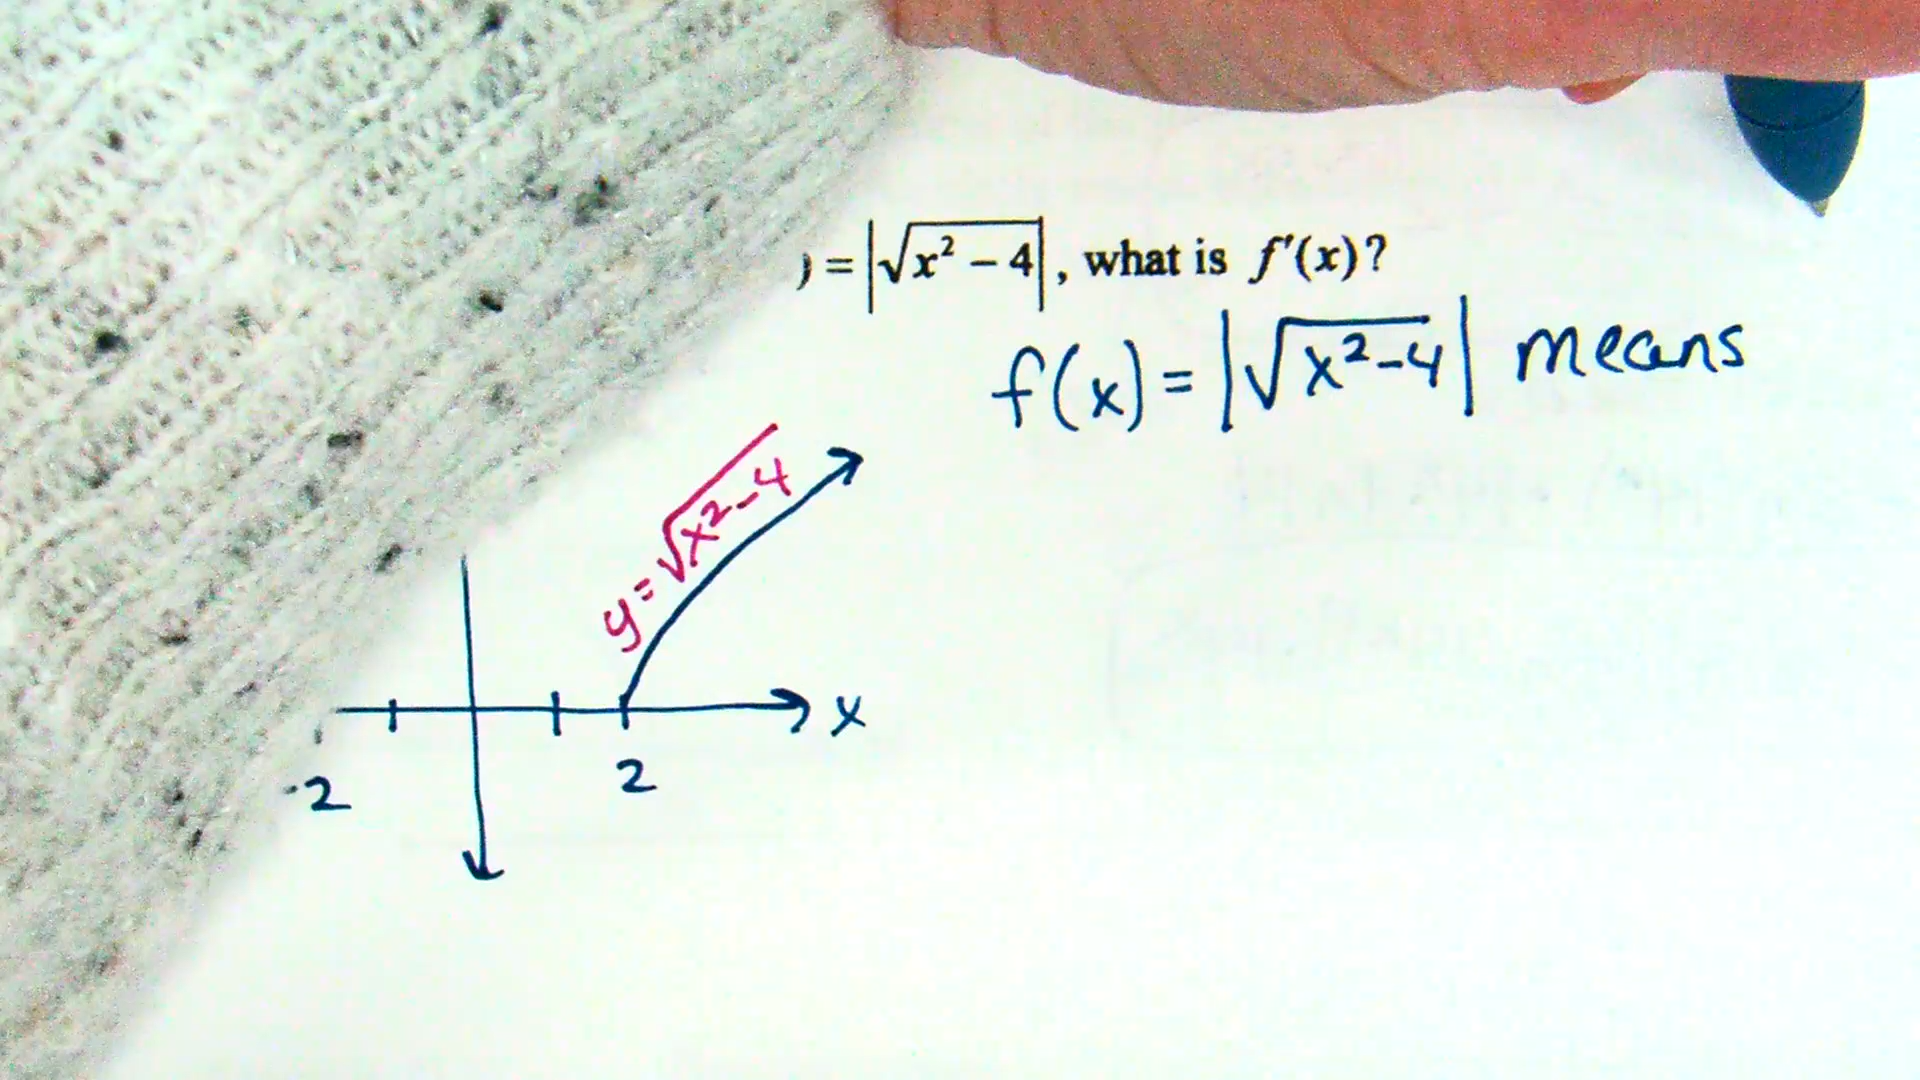 ) = |√x² − 4|, what is f′(x)?
f(x) = |√x²-4| means
y = √x²-4
x
-2
2